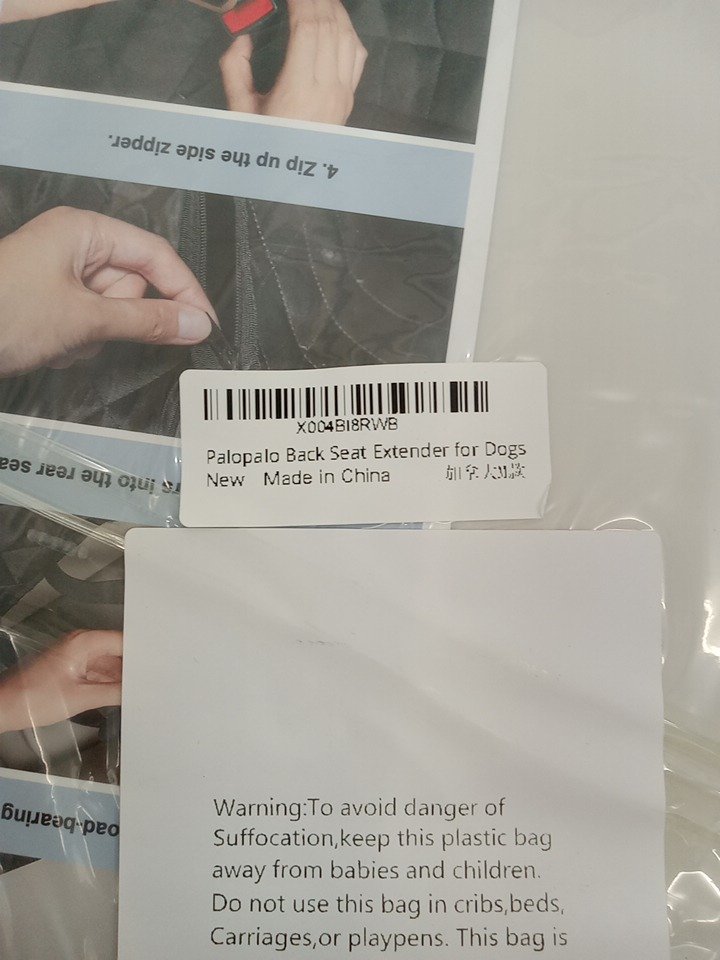 4. Zip up the side zipper.
rs into the rear sea
oad-bearing
X004BI8RWB
Palopalo Back Seat Extender for Dogs
New Made in China
Warning:To avoid danger of
Suffocation,keep this plastic bag
away from babies and children.
Do not use this bag in cribs,beds,
Carriages,or playpens. This bag is